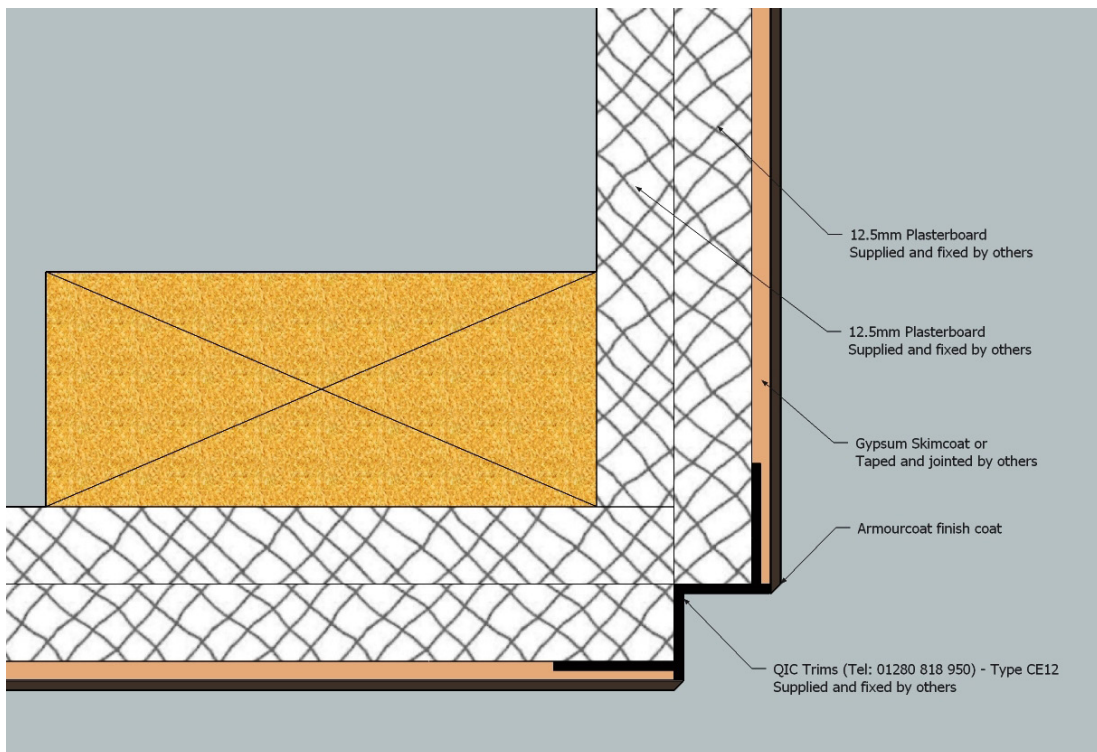 12.5mm Plasterboard
Supplied and fixed by others
12.5mm Plasterboard
Supplied and fixed by others
Gypsum Skimcoat or
Taped and jointed by others
Armourcoat finish coat
QIC Trims (Tel: 01280 818 950) - Type CE12
Supplied and fixed by others